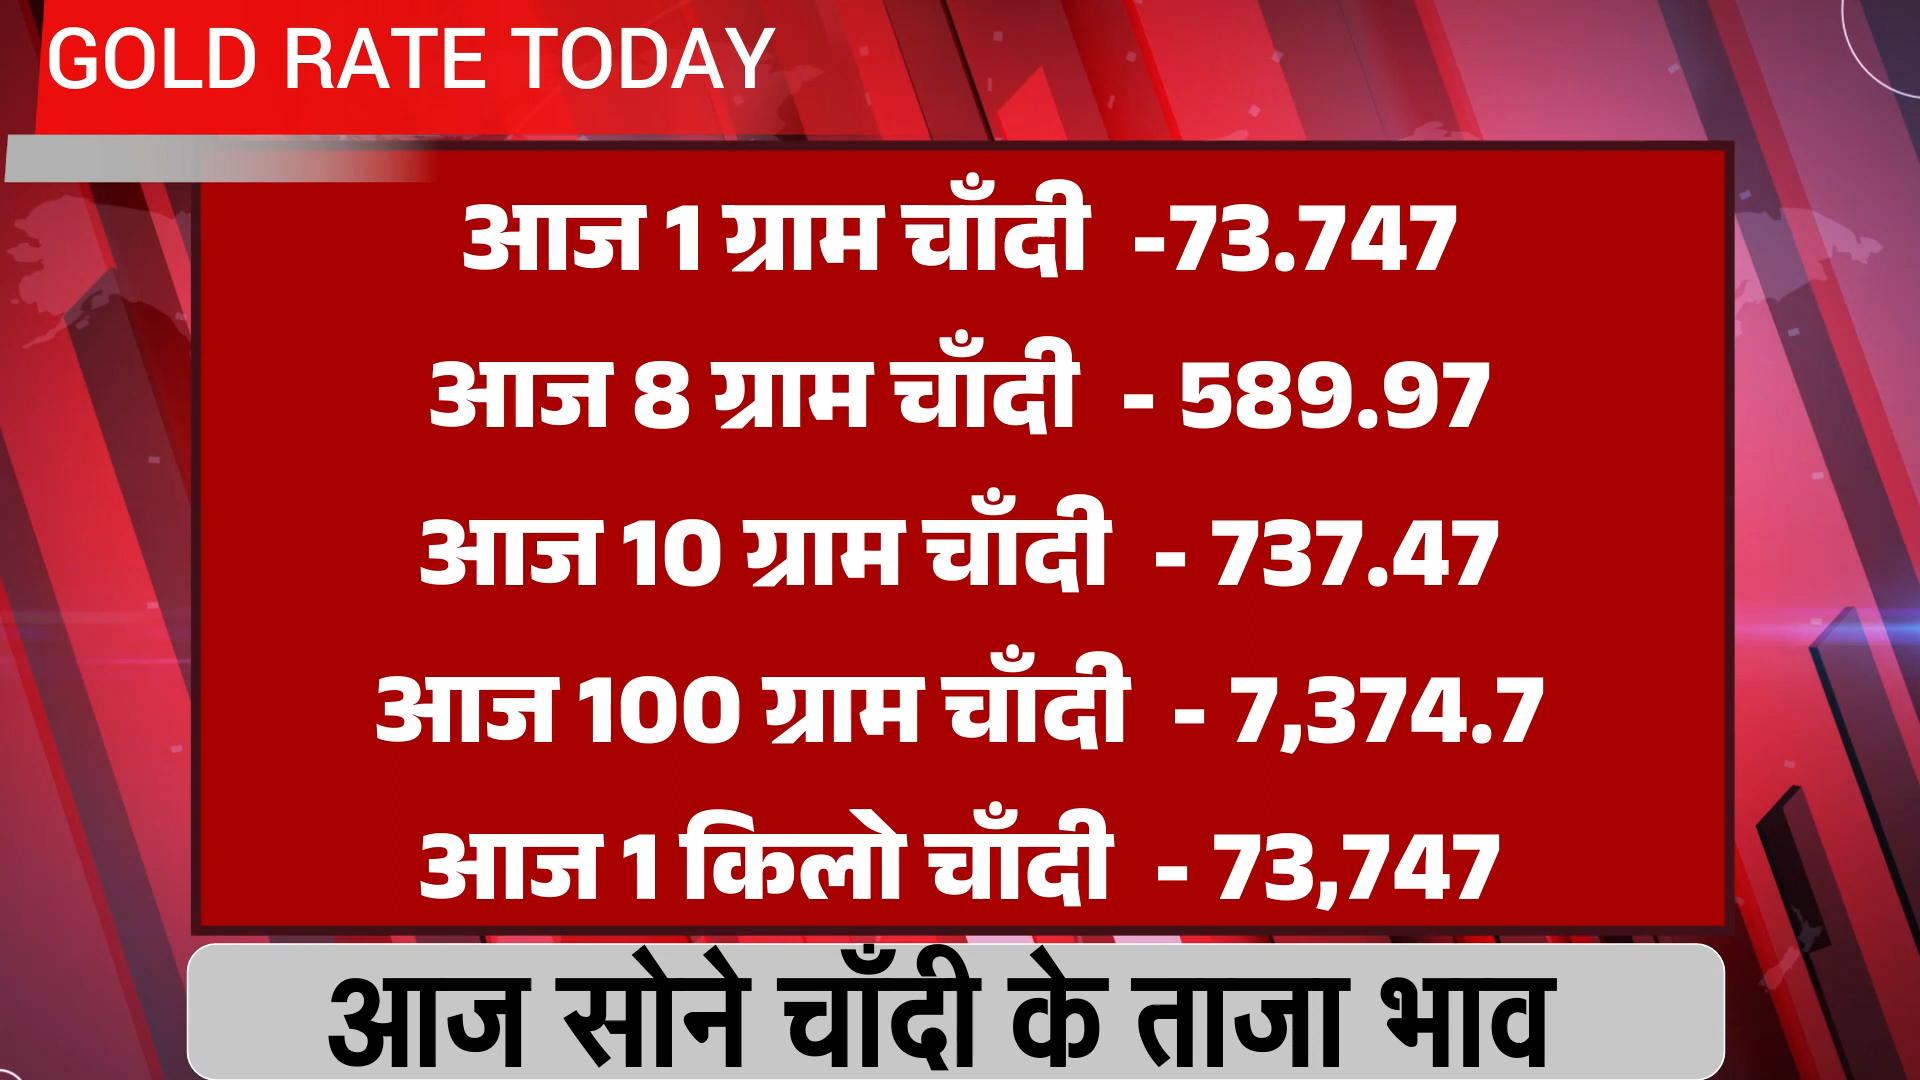 GOLD RATE TODAY
आज 1 ग्राम चाँदी -73.747
आज 8 ग्राम चाँदी - 589.97
आज 10 ग्राम चाँदी - 737.47
आज 100 ग्राम चाँदी - 7,374.7
आज 1 किलो चाँदी - 73,747
आज सोने चाँदी के ताजा भाव